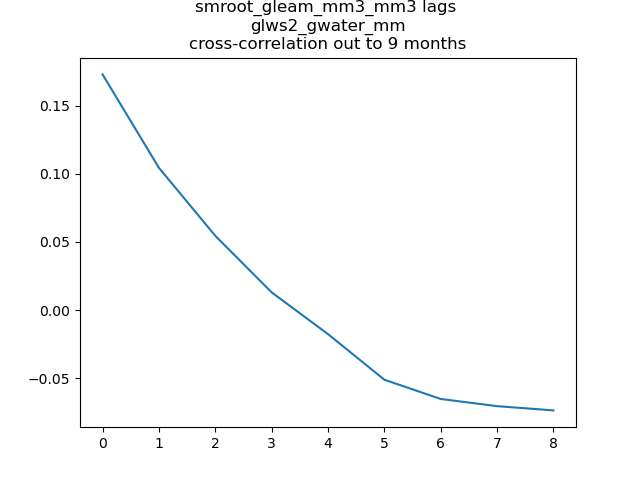 smroot_gleam_mm3_mm3 lags
glws2_gwater_mm
cross-correlation out to 9 months
0.15
0.10
0.05
0.00
−0.05
0 1 2 3 4 5 6 7 8